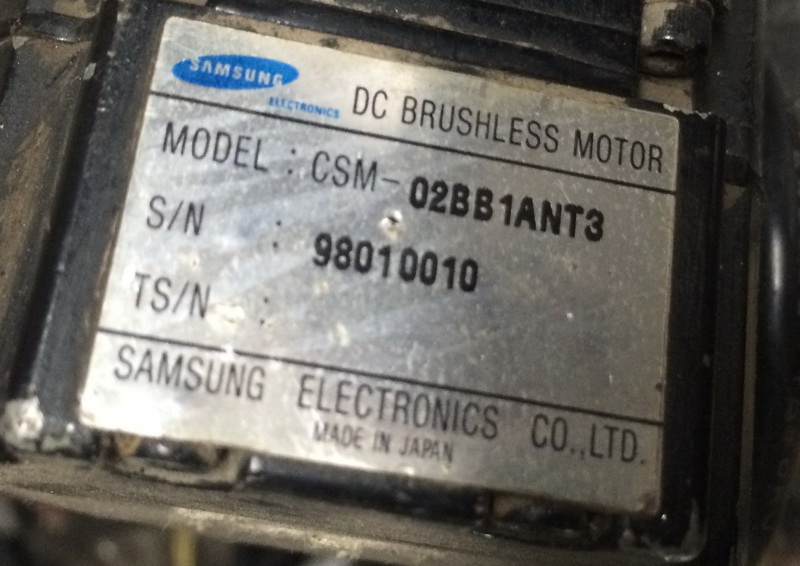 SAMSUNG
ELECTRONICS
DC BRUSHLESS MOTOR
MODEL : CSM-02BB1ANT3
S/N : 98010010
TS/N :
SAMSUNG ELECTRONICS CO.,LTD.
MADE IN JAPAN